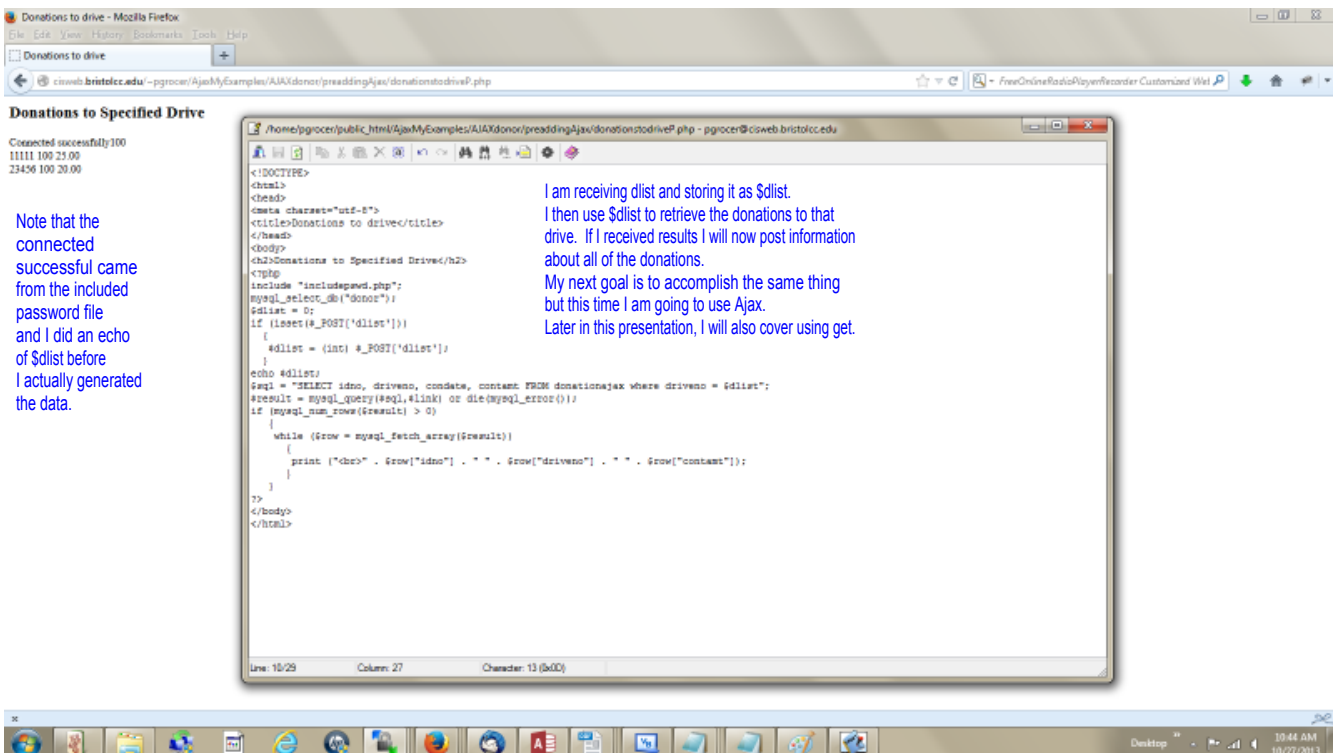 Donations to drive - Mozilla Firefox
File Edit View History Bookmarks Tools Help
Donations to drive
cisweb.bristolcc.edu/~pgrocer/AjaxMyExamples/AJAXdonor/preaddingAjax/donationstodriveP.php
FreeOnlineRadioPlayerRecorder Customized Wel
Donations to Specified Drive
Connected successfully100
11111 100 25.00
23456 100 20.00
Note that the
connected
successful came
from the included
password file
and I did an echo
of $dlist before
I actually generated
the data.
/home/pgrocer/public_html/AjaxMyExamples/AJAXdonor/preaddingAjax/donationstodriveP.php - pgrocer@cisweb.bristolcc.edu
<!DOCTYPE>
<html>
<head>
<meta charset="utf-8">
<title>Donations to drive</title>
</head>
<body>
<h2>Donations to Specified Drive</h2>
<?php
include "includepswd.php";
mysql_select_db("donor");
$dlist = 0;
if (isset($_POST['dlist']))
{
$dlist = (int) $_POST['dlist'];
}
echo $dlist;
$sql = "SELECT idno, driveno, condate, contamt FROM donationajax where driveno = $dlist";
$result = mysql_query($sql,$link) or die(mysql_error());
if (mysql_num_rows($result) > 0)
{
while ($row = mysql_fetch_array($result))
{
print ("<br>" . $row["idno"] . " " . $row["driveno"] . " " . $row["contamt"]);
}
}
?>
</body>
</html>
I am receiving dlist and storing it as $dlist.
I then use $dlist to retrieve the donations to that
drive. If I received results I will now post information
about all of the donations.
My next goal is to accomplish the same thing
but this time I am going to use Ajax.
Later in this presentation, I will also cover using get.
Line: 10/29 Column: 27 Character: 13 (0x0D)
Desktop
10:44 AM
10/27/2013